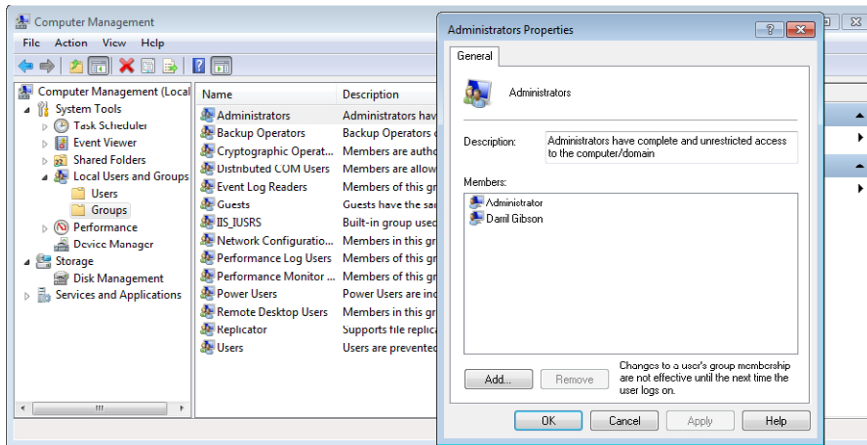 Computer Management
File Action View Help
Computer Management (Local
System Tools
Task Scheduler
Event Viewer
Shared Folders
Local Users and Groups
Users
Groups
Performance
Device Manager
Storage
Disk Management
Services and Applications
Name Description
Administrators Administrators hav
Backup Operators Backup Operators
Cryptographic Operat... Members are autho
Distributed COM Users Members are allow
Event Log Readers Members of this gr
Guests Guests have the sa
IIS_IUSRS Built-in group used
Network Configuratio... Members in this gr
Performance Log Users Members of this gr
Performance Monitor ... Members of this gr
Power Users Power Users are in
Remote Desktop Users Members in this gr
Replicator Supports file replic
Users Users are prevented
Administrators Properties
General
Administrators
Description: Administrators have complete and unrestricted access
to the computer/domain
Members:
Administrator
Darril Gibson
Add... Remove
Changes to a user's group membership
are not effective until the next time the
user logs on.
OK Cancel Apply Help